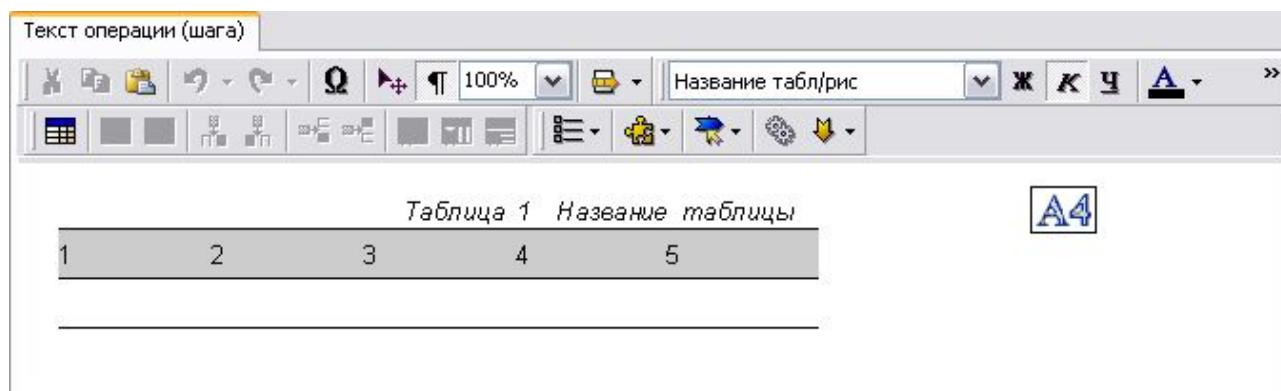 Текст операции (шага)
Ω ¶ 100% Название табл/рис Ж К Ч А »
Таблица 1 Название таблицы
A4
1 2 3 4 5